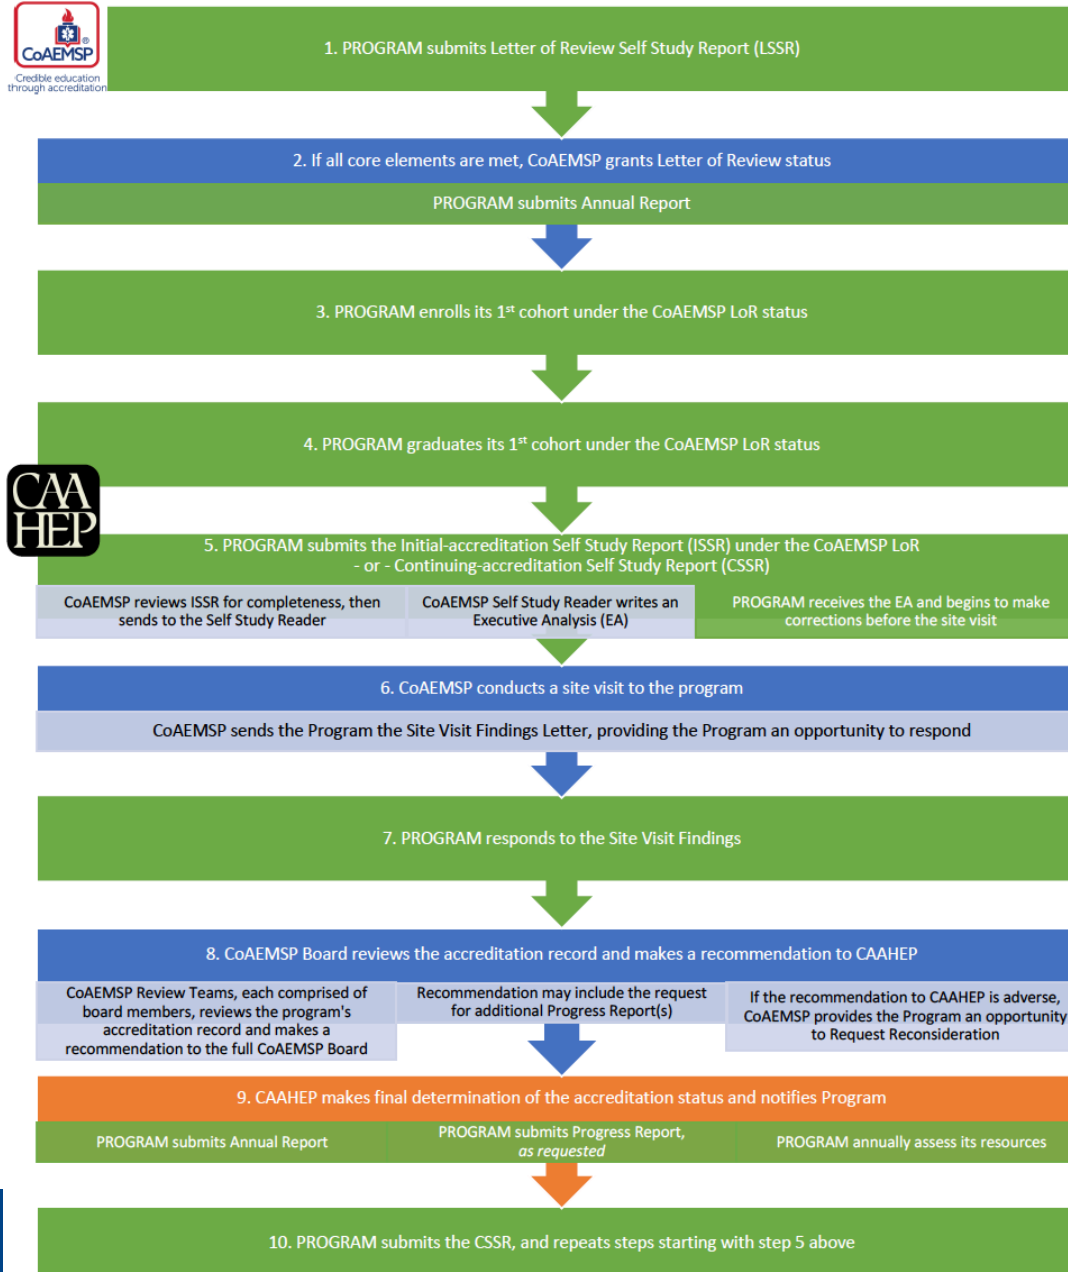 CoAEMSP
®
Credible education
through accreditation
1. PROGRAM submits Letter of Review Self Study Report (LSSR)
2. If all core elements are met, CoAEMSP grants Letter of Review status
PROGRAM submits Annual Report
3. PROGRAM enrolls its 1st cohort under the CoAEMSP LoR status
4. PROGRAM graduates its 1st cohort under the CoAEMSP LoR status
CAA
HEP
5. PROGRAM submits the Initial-accreditation Self Study Report (ISSR) under the CoAEMSP LoR
- or - Continuing-accreditation Self Study Report (CSSR)
CoAEMSP reviews ISSR for completeness, then
sends to the Self Study Reader
CoAEMSP Self Study Reader writes an
Executive Analysis (EA)
PROGRAM receives the EA and begins to make
corrections before the site visit
6. CoAEMSP conducts a site visit to the program
CoAEMSP sends the Program the Site Visit Findings Letter, providing the Program an opportunity to respond
7. PROGRAM responds to the Site Visit Findings
8. CoAEMSP Board reviews the accreditation record and makes a recommendation to CAAHEP
CoAEMSP Review Teams, each comprised of
board members, reviews the program's
accreditation record and makes a
recommendation to the full CoAEMSP Board
Recommendation may include the request
for additional Progress Report(s)
If the recommendation to CAAHEP is adverse,
CoAEMSP provides the Program an opportunity
to Request Reconsideration
9. CAAHEP makes final determination of the accreditation status and notifies Program
PROGRAM submits Annual Report
PROGRAM submits Progress Report,
as requested
PROGRAM annually assess its resources
10. PROGRAM submits the CSSR, and repeats steps starting with step 5 above